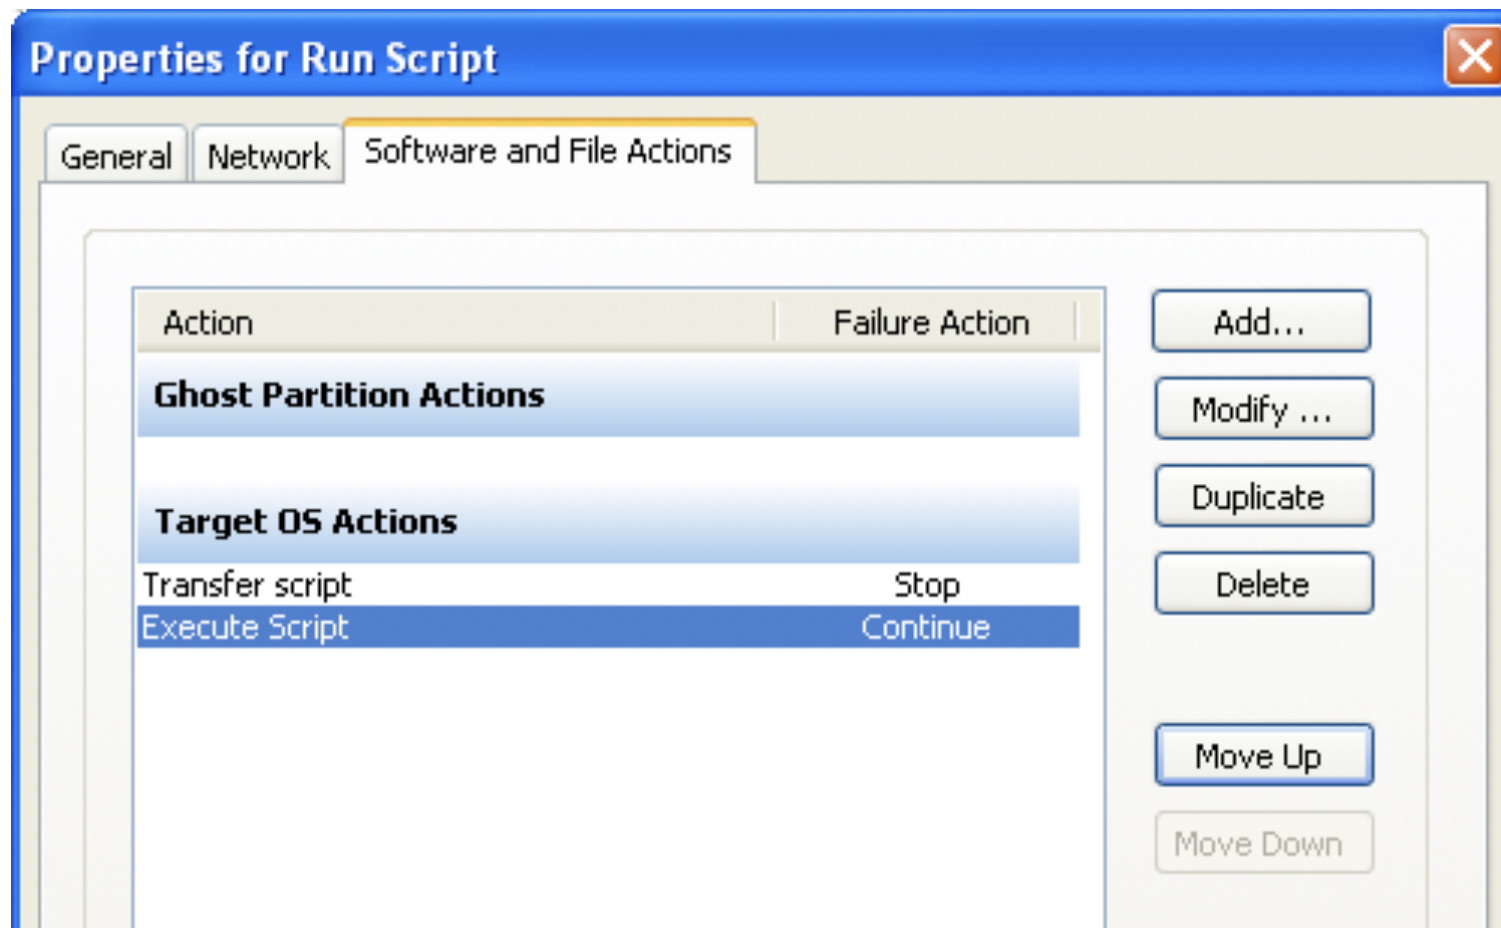 Properties for Run Script
General Network Software and File Actions
Action Failure Action
Add...
Ghost Partition Actions
Modify ...
Duplicate
Target OS Actions
Transfer script Stop
Delete
Execute Script Continue
Move Up
Move Down